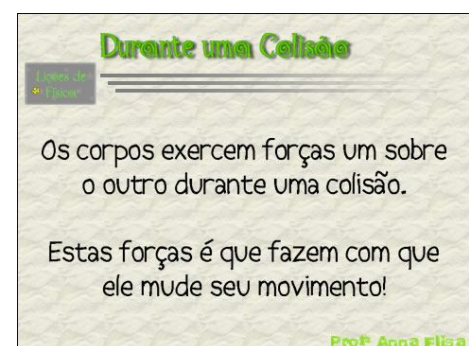 Durante uma Colisão
Lições de
Física
Os corpos exercem forças um sobre
o outro durante uma colisão.
Estas forças é que fazem com que
ele mude seu movimento!
Profª Anna Elisa